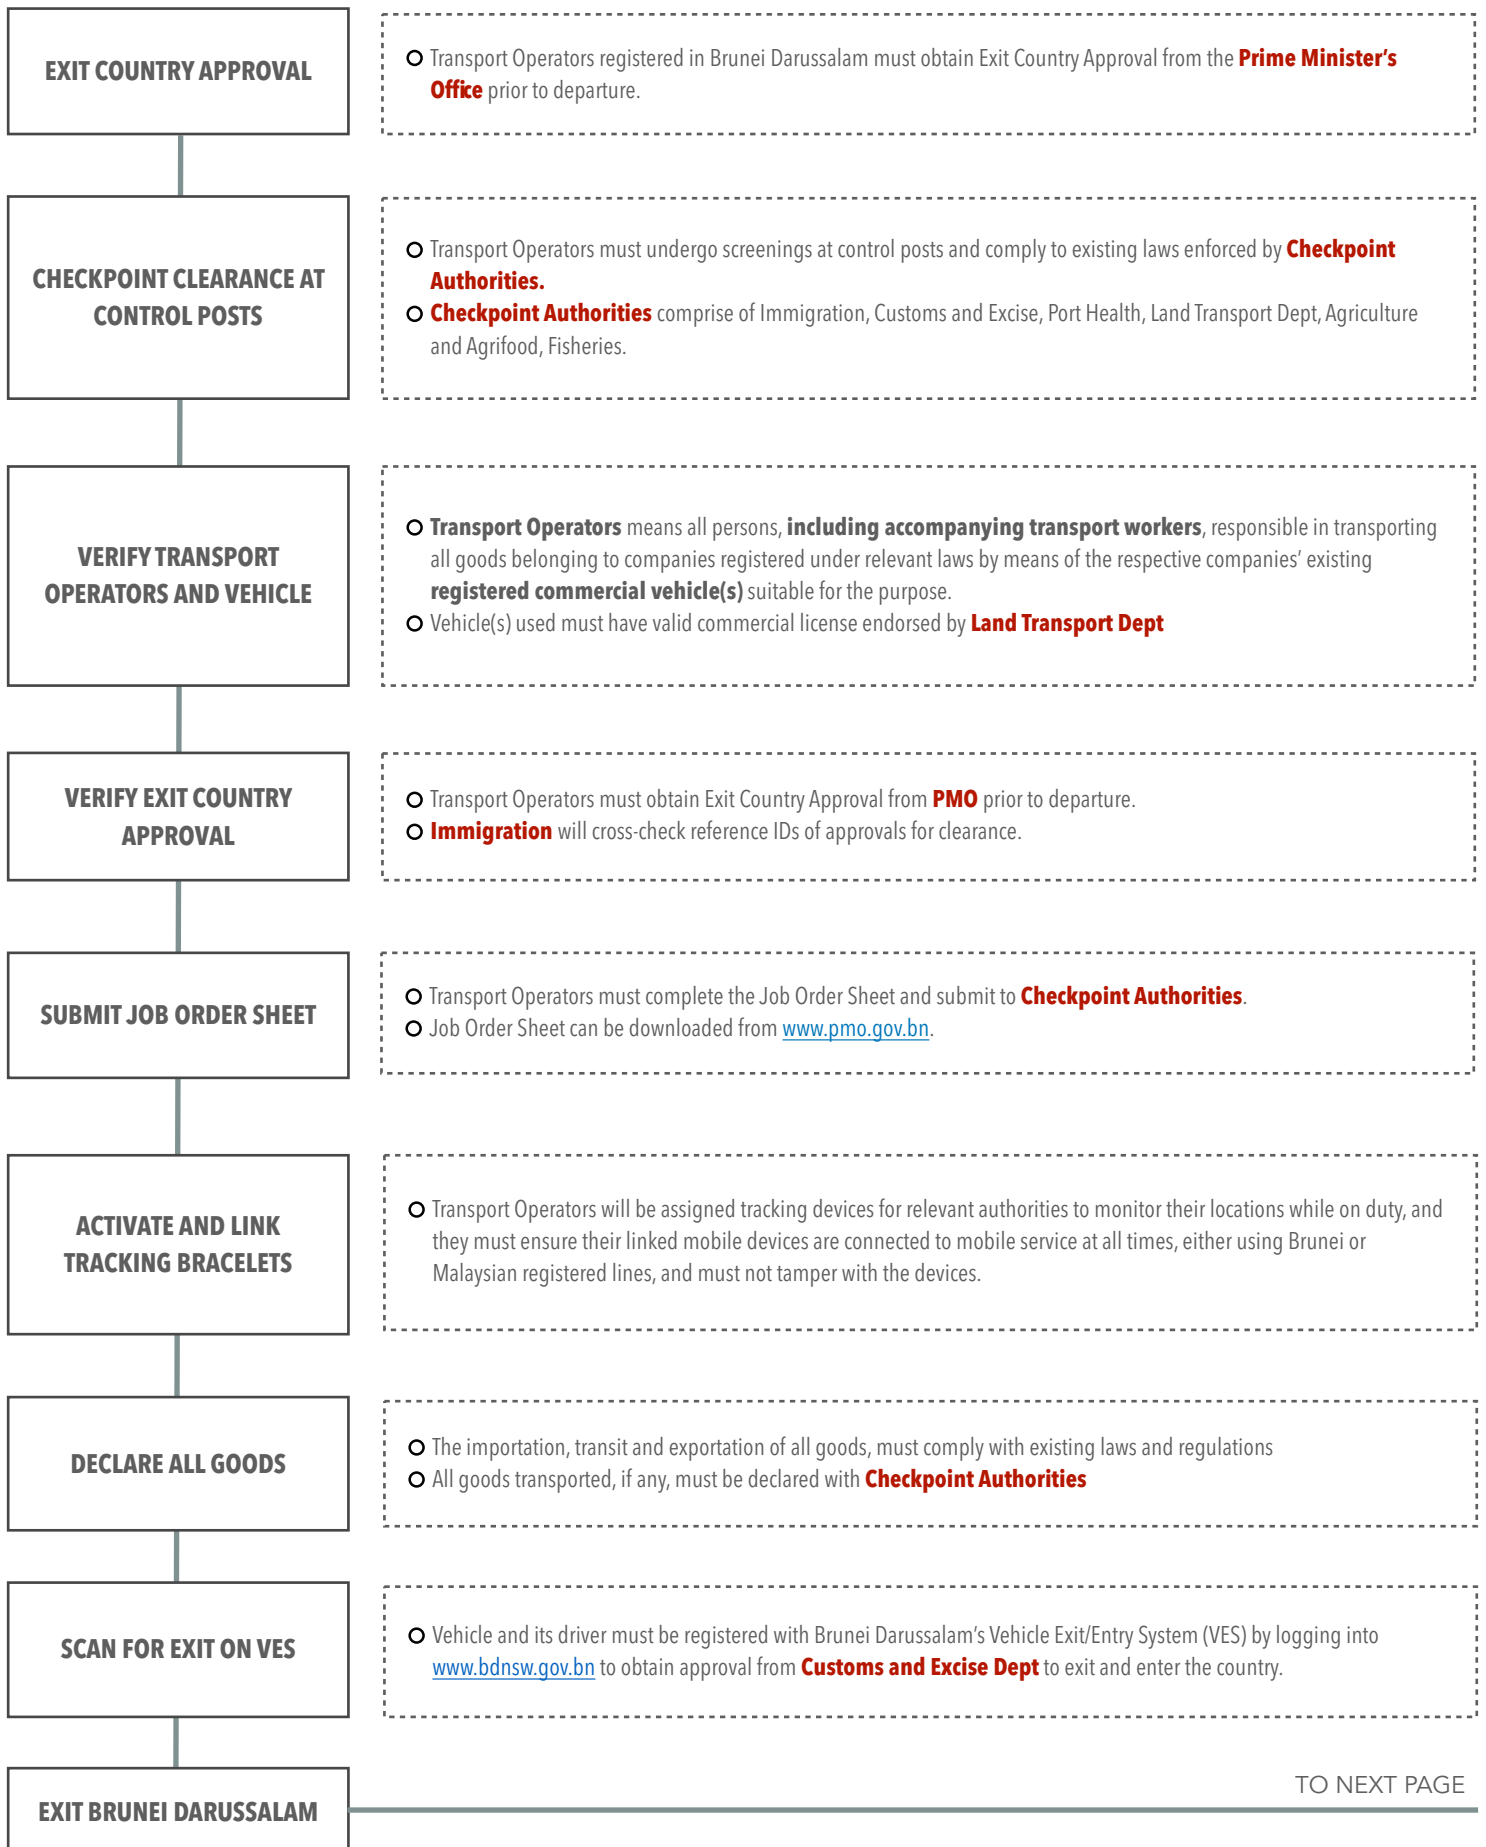 EXIT COUNTRY APPROVAL
Transport Operators registered in Brunei Darussalam must obtain Exit Country Approval from the Prime Minister's
Office prior to departure.
CHECKPOINT CLEARANCE AT
CONTROL POSTS
Transport Operators must undergo screenings at control posts and comply to existing laws enforced by Checkpoint
Authorities.
Checkpoint Authorities comprise of Immigration, Customs and Excise, Port Health, Land Transport Dept, Agriculture
and Agrifood, Fisheries.
VERIFY TRANSPORT
OPERATORS AND VEHICLE
Transport Operators means all persons, including accompanying transport workers, responsible in transporting
all goods belonging to companies registered under relevant laws by means of the respective companies' existing
registered commercial vehicle(s) suitable for the purpose.
Vehicle(s) used must have valid commercial license endorsed by Land Transport Dept
VERIFY EXIT COUNTRY
APPROVAL
Transport Operators must obtain Exit Country Approval from PMO prior to departure.
Immigration will cross-check reference IDs of approvals for clearance.
SUBMIT JOB ORDER SHEET
Transport Operators must complete the Job Order Sheet and submit to Checkpoint Authorities.
Job Order Sheet can be downloaded from www.pmo.gov.bn.
ACTIVATE AND LINK
TRACKING BRACELETS
Transport Operators will be assigned tracking devices for relevant authorities to monitor their locations while on duty, and
they must ensure their linked mobile devices are connected to mobile service at all times, either using Brunei or
Malaysian registered lines, and must not tamper with the devices.
DECLARE ALL GOODS
The importation, transit and exportation of all goods, must comply with existing laws and regulations
All goods transported, if any, must be declared with Checkpoint Authorities
SCAN FOR EXIT ON VES
Vehicle and its driver must be registered with Brunei Darussalam's Vehicle Exit/Entry System (VES) by logging into
www.bdnsw.gov.bn to obtain approval from Customs and Excise Dept to exit and enter the country.
EXIT BRUNEI DARUSSALAM
TO NEXT PAGE